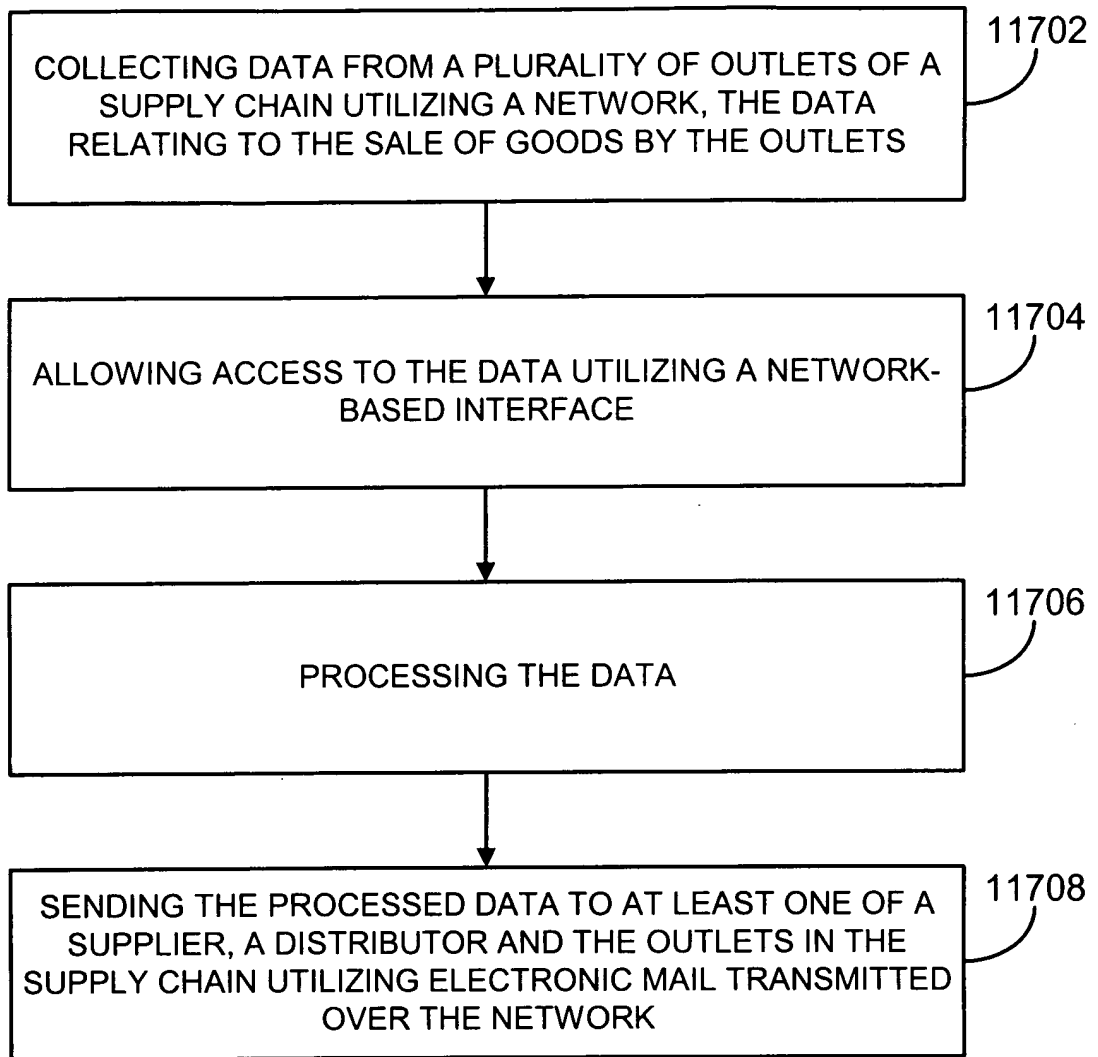 11702
COLLECTING DATA FROM A PLURALITY OF OUTLETS OF A
SUPPLY CHAIN UTILIZING A NETWORK, THE DATA
RELATING TO THE SALE OF GOODS BY THE OUTLETS
11704
ALLOWING ACCESS TO THE DATA UTILIZING A NETWORK-
BASED INTERFACE
11706
PROCESSING THE DATA
11708
SENDING THE PROCESSED DATA TO AT LEAST ONE OF A
SUPPLIER, A DISTRIBUTOR AND THE OUTLETS IN THE
SUPPLY CHAIN UTILIZING ELECTRONIC MAIL TRANSMITTED
OVER THE NETWORK